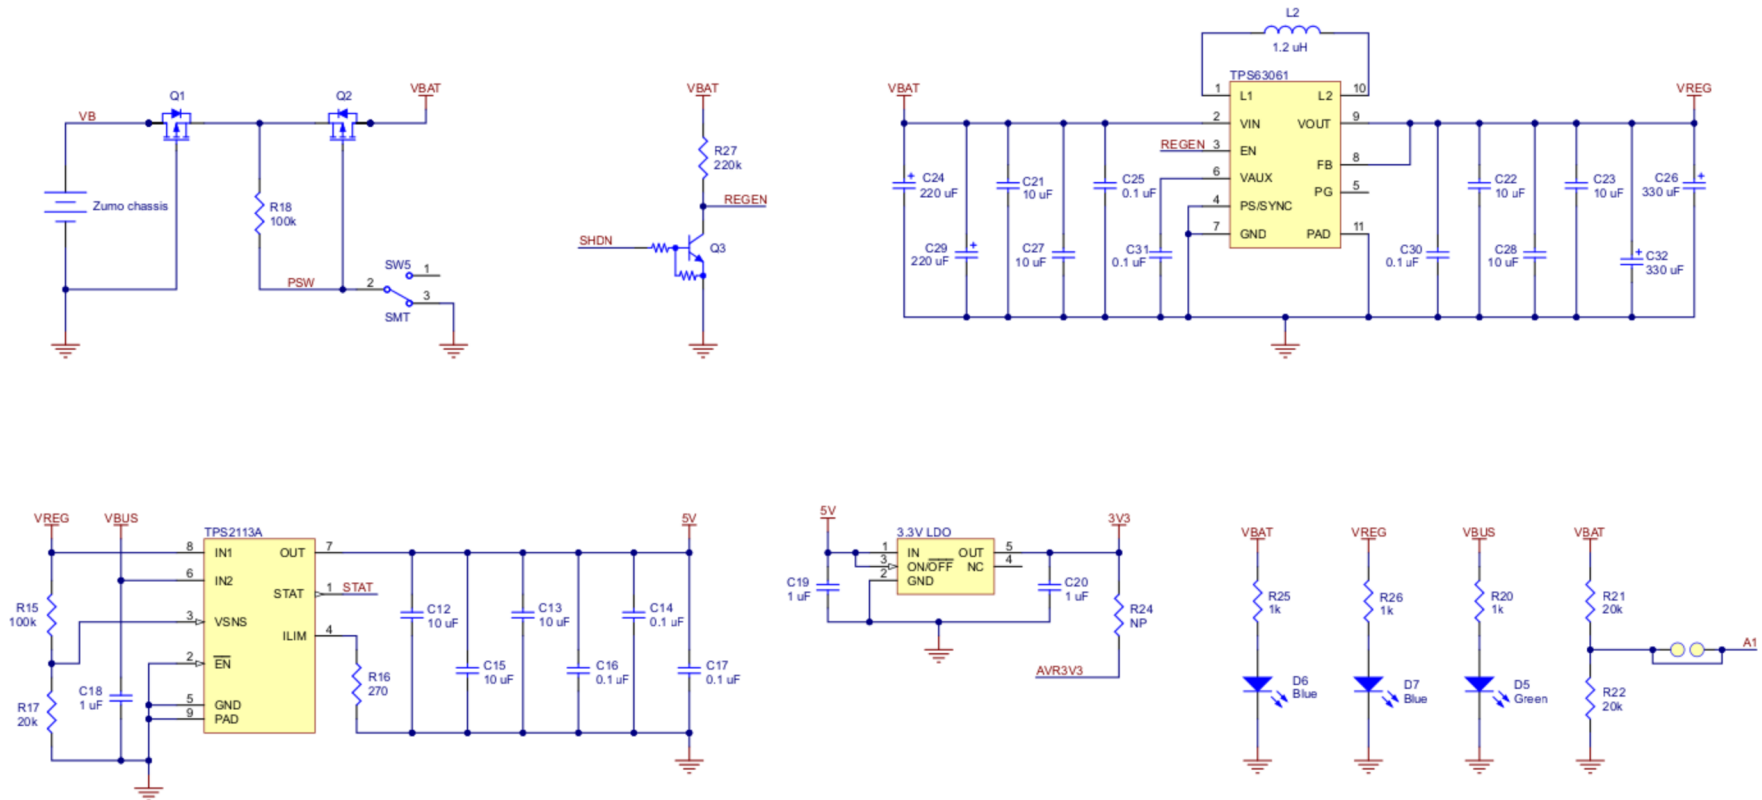 VB
Q1
Q2
VBAT
Zumo chassis
R18
100k
PSW
SW5
1
2
3
SMT
VBAT
R27
220k
REGEN
SHDN
Q3
L2
1.2 uH
TPS63061
VBAT
VREG
1 L1 L2 10
2 VIN VOUT 9
REGEN 3 EN
FB 8
6 VAUX
PG 5
4 PS/SYNC
7 GND PAD 11
C24
220 uF
C29
220 uF
C21
10 uF
C27
10 uF
C25
0.1 uF
C31
0.1 uF
C30
0.1 uF
C22
10 uF
C28
10 uF
C23
10 uF
C32
330 uF
C26
330 uF
VREG
VBUS
TPS2113A
5V
8 IN1 OUT 7
6 IN2
STAT 1 STAT
3 VSNS
ILIM 4
2 EN
5 GND
9 PAD
R15
100k
R17
20k
C18
1 uF
R16
270
C12
10 uF
C15
10 uF
C13
10 uF
C16
0.1 uF
C14
0.1 uF
C17
0.1 uF
5V
3.3V LDO
3V3
1 IN OUT 5
3 ON/OFF NC 4
2 GND
C19
1 uF
C20
1 uF
R24
NP
AVR3V3
VBAT
R25
1k
D6
Blue
VREG
R26
1k
D7
Blue
VBUS
R20
1k
D5
Green
VBAT
R21
20k
A1
R22
20k